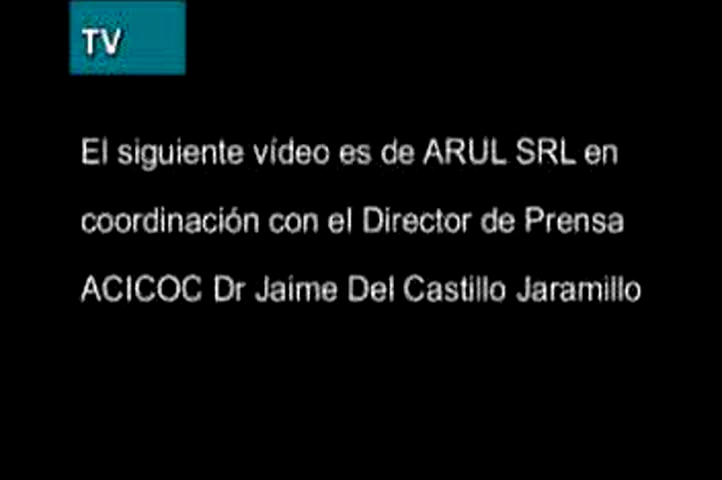 TV
El siguiente vídeo es de ARUL SRL en
coordinación con el Director de Prensa
ACICOC Dr Jaime Del Castillo Jaramillo